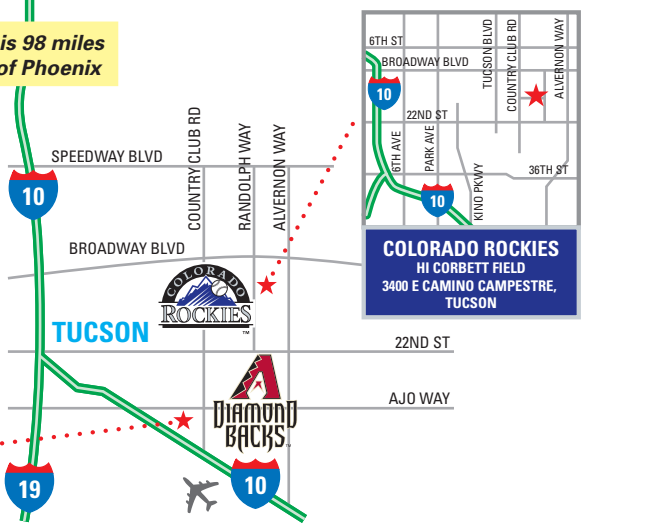 is 98 miles
of Phoenix
10
SPEEDWAY BLVD
COUNTRY CLUB RD
RANDOLPH WAY
ALVERNON WAY
BROADWAY BLVD
COLORADO
ROCKIES
™
TUCSON
22ND ST
AJO WAY
DIAMOND
BACKS
19
10
6TH ST
BROADWAY BLVD
TUCSON BLVD
COUNTRY CLUB RD
ALVERNON WAY
10
22ND ST
6TH AVE
PARK AVE
KINO PKWY
36TH ST
10
COLORADO ROCKIES
HI CORBETT FIELD
3400 E CAMINO CAMPESTRE,
TUCSON